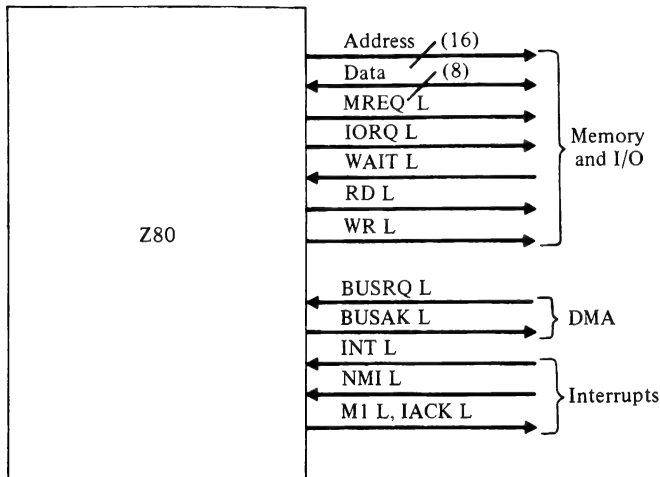 Address (16)
Data (8)
MREQ L
IORQ L
WAIT L
RD L
WR L
Memory
and I/O
Z80
BUSRQ L
BUSAK L
DMA
INT L
NMI L
M1 L, IACK L
Interrupts